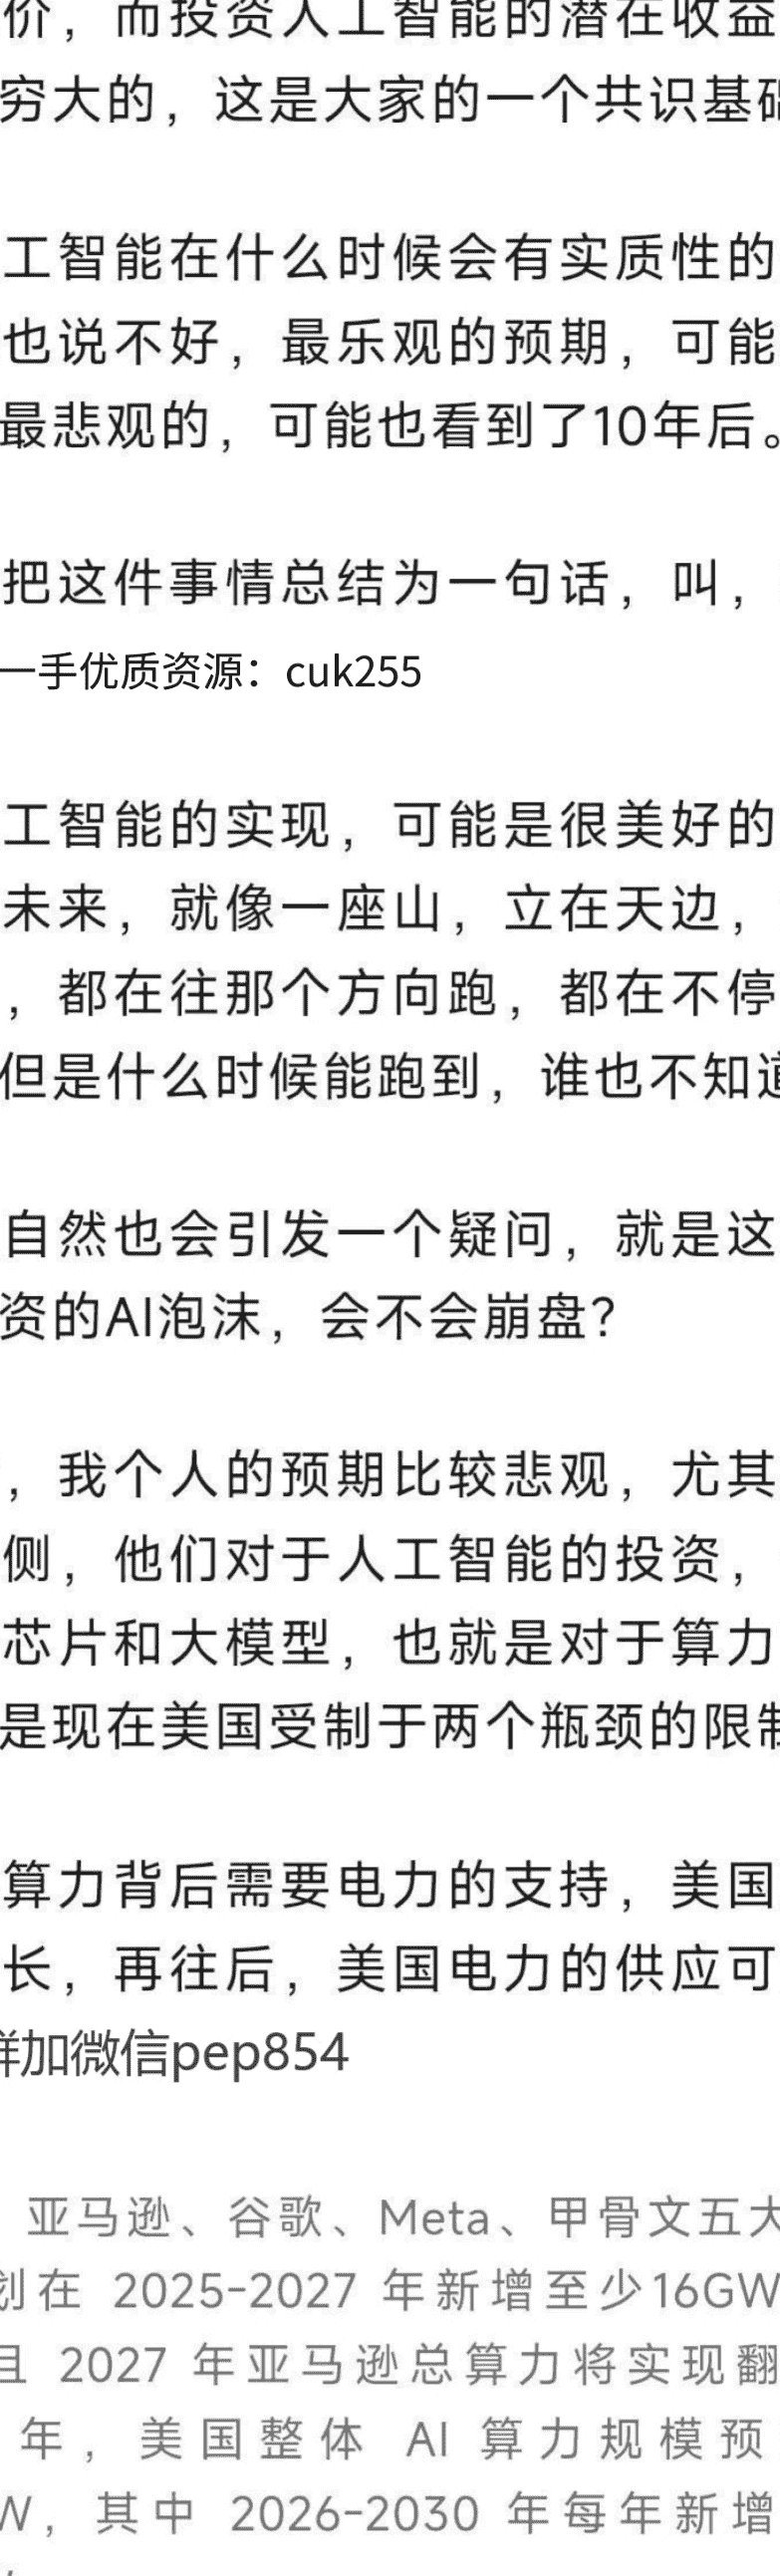 价，而投资人工智能的潜在收益
穷大的，这是大家的一个共识基础
工智能在什么时候会有实质性的
也说不好，最乐观的预期，可能
最悲观的，可能也看到了10年后。
把这件事情总结为一句话，叫，
一手优质资源：cuk255
工智能的实现，可能是很美好的
未来，就像一座山，立在天边，
，都在往那个方向跑，都在不停
但是什么时候能跑到，谁也不知道
自然也会引发一个疑问，就是这
资的AI泡沫，会不会崩盘？
，我个人的预期比较悲观，尤其
侧，他们对于人工智能的投资，
芯片和大模型，也就是对于算力
是现在美国受制于两个瓶颈的限制
算力背后需要电力的支持，美国
长，再往后，美国电力的供应可
群加微信pep854
亚马逊、谷歌、Meta、甲骨文五大
划在 2025-2027 年新增至少16GW
且 2027 年亚马逊总算力将实现翻
年，美国整体 AI 算力规模预
W，其中 2026-2030 年每年新增